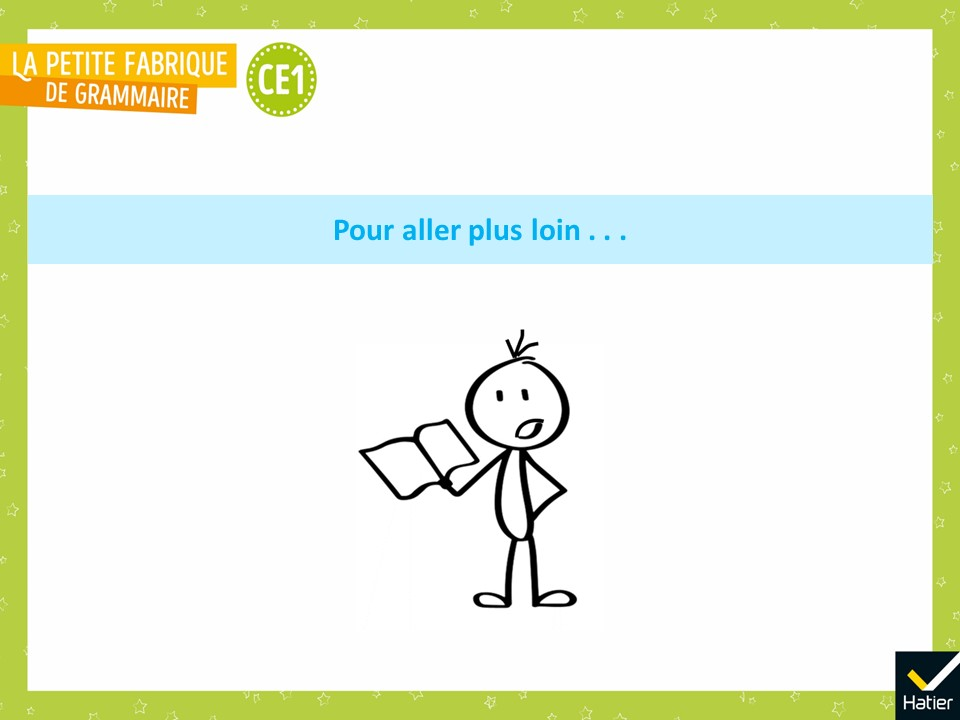 LA PETITE FABRIQUE
DE GRAMMAIRE
CE1
Pour aller plus loin . . .
Hatier